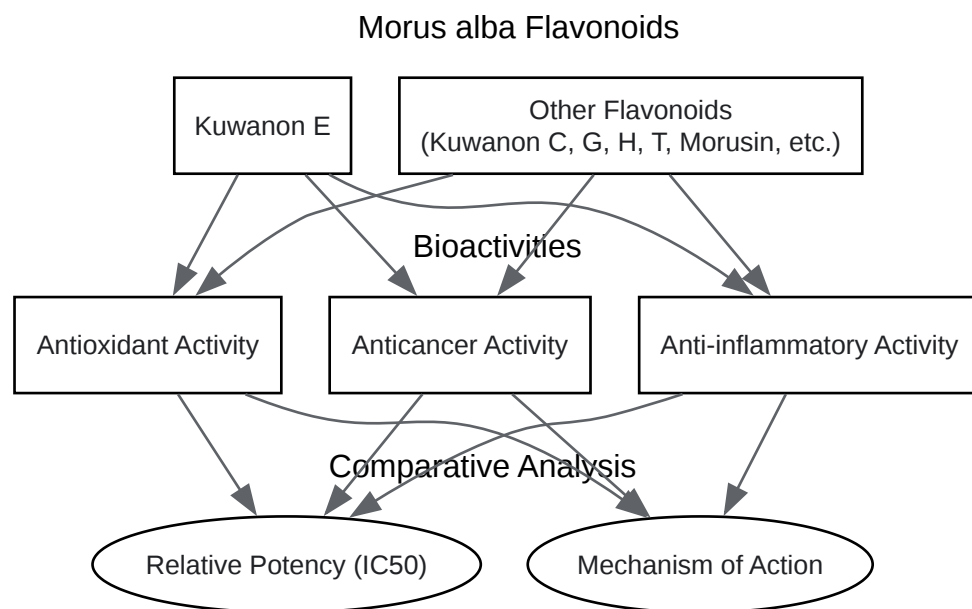 Morus alba Flavonoids
Kuwanon E
Other Flavonoids
(Kuwanon C, G, H, T, Morusin, etc.)
Bioactivities
Antioxidant Activity
Anticancer Activity
Anti-inflammatory Activity
Comparative Analysis
Relative Potency (IC50)
Mechanism of Action